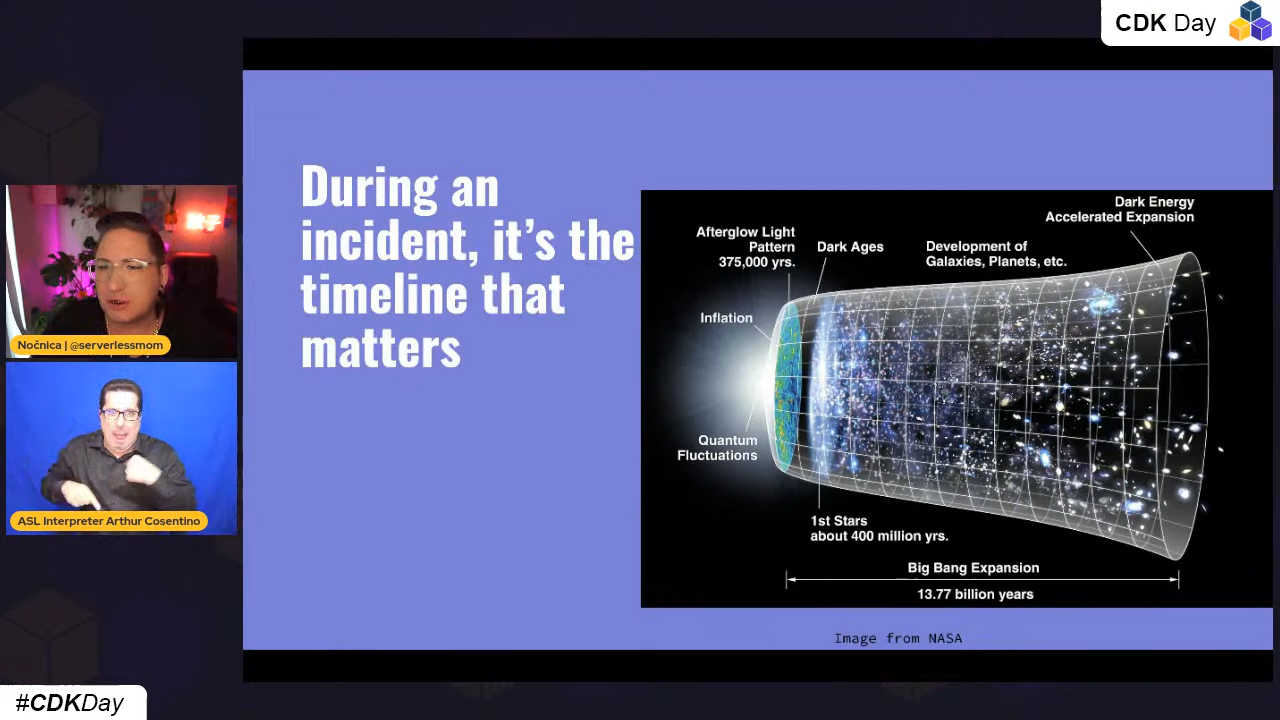 CDK Day
During an
incident, it's the
timeline that
matters
Dark Energy
Accelerated Expansion
Afterglow Light
Pattern
375,000 yrs.
Dark Ages
Development of
Galaxies, Planets, etc.
Inflation
Quantum
Fluctuations
1st Stars
about 400 million yrs.
Big Bang Expansion
13.77 billion years
Image from NASA
Nočnica | @serverlessmom
ASL Interpreter Arthur Cosentino
#CDKDay